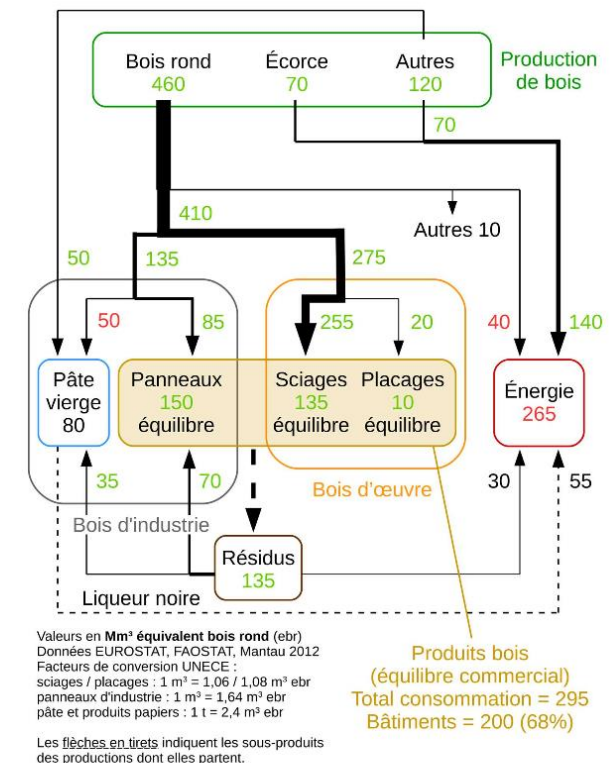 Bois rond
460
Écorce
70
Autres
120
Production
de bois
70
410
Autres 10
50
135
275
50
85
255
20
40
140
Pâte
vierge
80
Panneaux
150
équilibre
Sciages
135
équilibre
Placages
10
équilibre
Énergie
265
35
70
Bois d'œuvre
30
55
Bois d'industrie
Résidus
135
Liqueur noire
Valeurs en Mm³ équivalent bois rond (ebr)
Données EUROSTAT, FAOSTAT, Mantau 2012
Facteurs de conversion UNECE :
sciages / placages : 1 m³ = 1,06 / 1,08 m³ ebr
panneaux d'industrie : 1 m³ = 1,64 m³ ebr
pâte et produits papiers : 1 t = 2,4 m³ ebr
Les flèches en tirets indiquent les sous-produits
des productions dont elles partent.
Produits bois
(équilibre commercial)
Total consommation = 295
Bâtiments = 200 (68%)